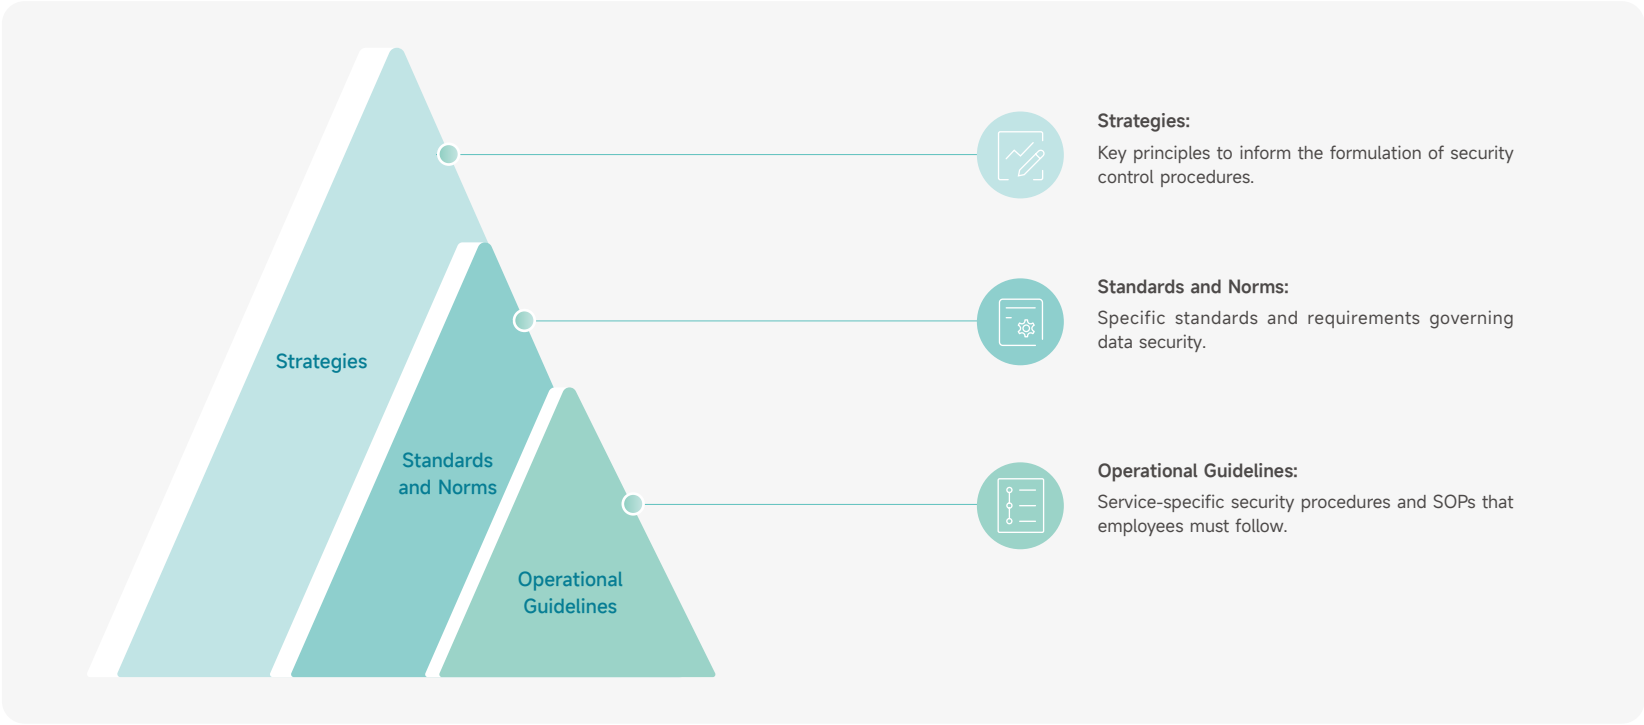 Strategies
Standards
and Norms
Operational
Guidelines
Strategies:
Key principles to inform the formulation of security
control procedures.
Standards and Norms:
Specific standards and requirements governing
data security.
Operational Guidelines:
Service-specific security procedures and SOPs that
employees must follow.